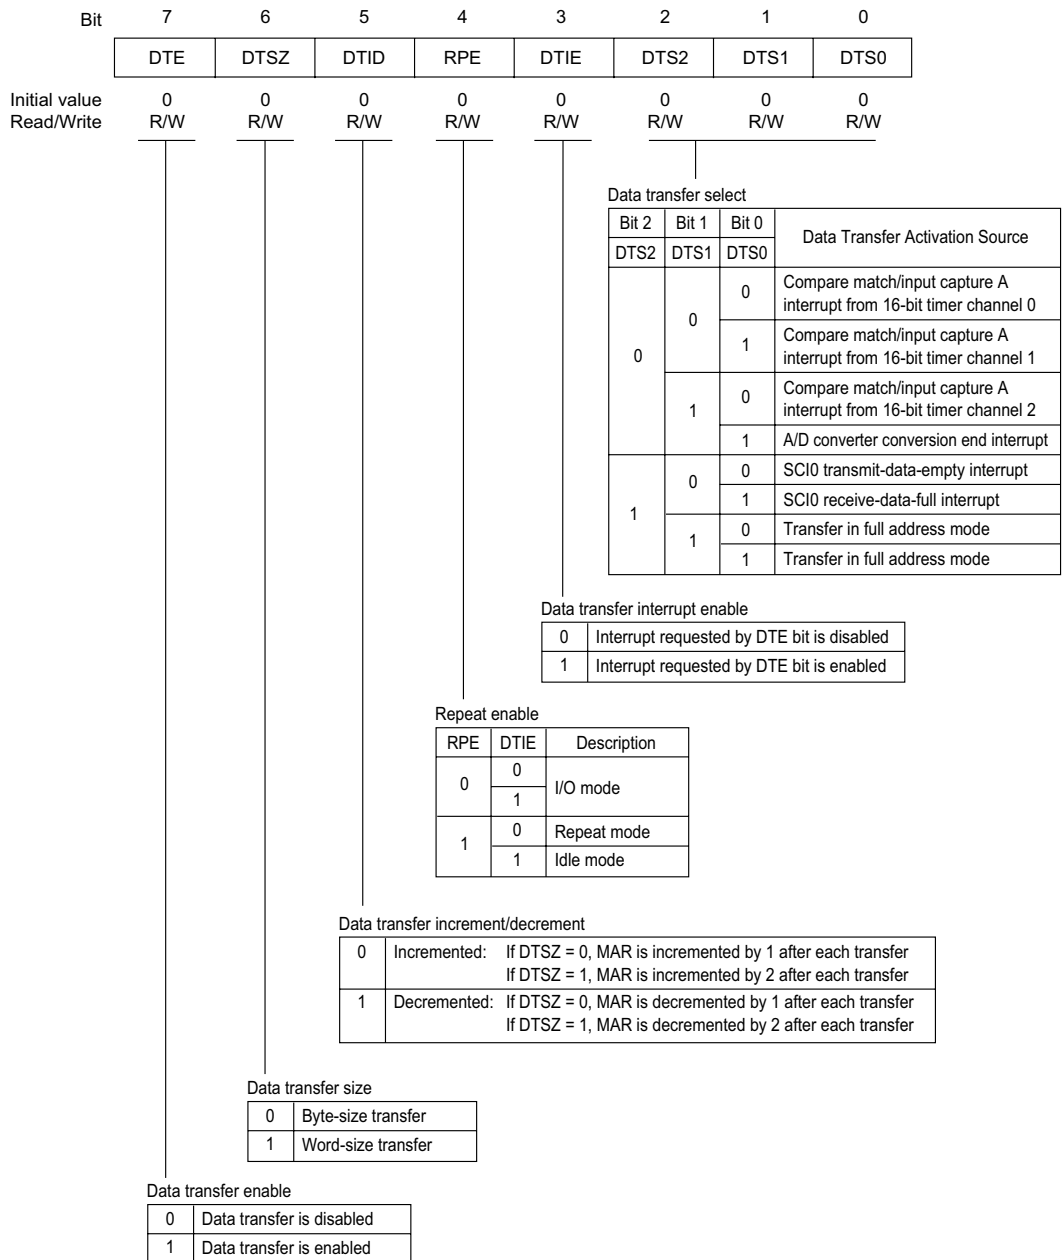 Bit 7 6 5 4 3 2 1 0
DTE DTSZ DTID RPE DTIE DTS2 DTS1 DTS0
Initial value 0 0 0 0 0 0 0 0
Read/Write R/W R/W R/W R/W R/W R/W R/W R/W
Data transfer select
Bit 2 Bit 1 Bit 0 Data Transfer Activation Source
DTS2 DTS1 DTS0
0 0 0 Compare match/input capture A
interrupt from 16-bit timer channel 0
1 Compare match/input capture A
interrupt from 16-bit timer channel 1
1 0 Compare match/input capture A
interrupt from 16-bit timer channel 2
1 A/D converter conversion end interrupt
1 0 0 SCI0 transmit-data-empty interrupt
1 SCI0 receive-data-full interrupt
1 0 Transfer in full address mode
1 Transfer in full address mode
Data transfer interrupt enable
0 Interrupt requested by DTE bit is disabled
1 Interrupt requested by DTE bit is enabled
Repeat enable
RPE DTIE Description
0 0 I/O mode
1
1 0 Repeat mode
1 Idle mode
Data transfer increment/decrement
0 Incremented: If DTSZ = 0, MAR is incremented by 1 after each transfer
If DTSZ = 1, MAR is incremented by 2 after each transfer
1 Decremented: If DTSZ = 0, MAR is decremented by 1 after each transfer
If DTSZ = 1, MAR is decremented by 2 after each transfer
Data transfer size
0 Byte-size transfer
1 Word-size transfer
Data transfer enable
0 Data transfer is disabled
1 Data transfer is enabled